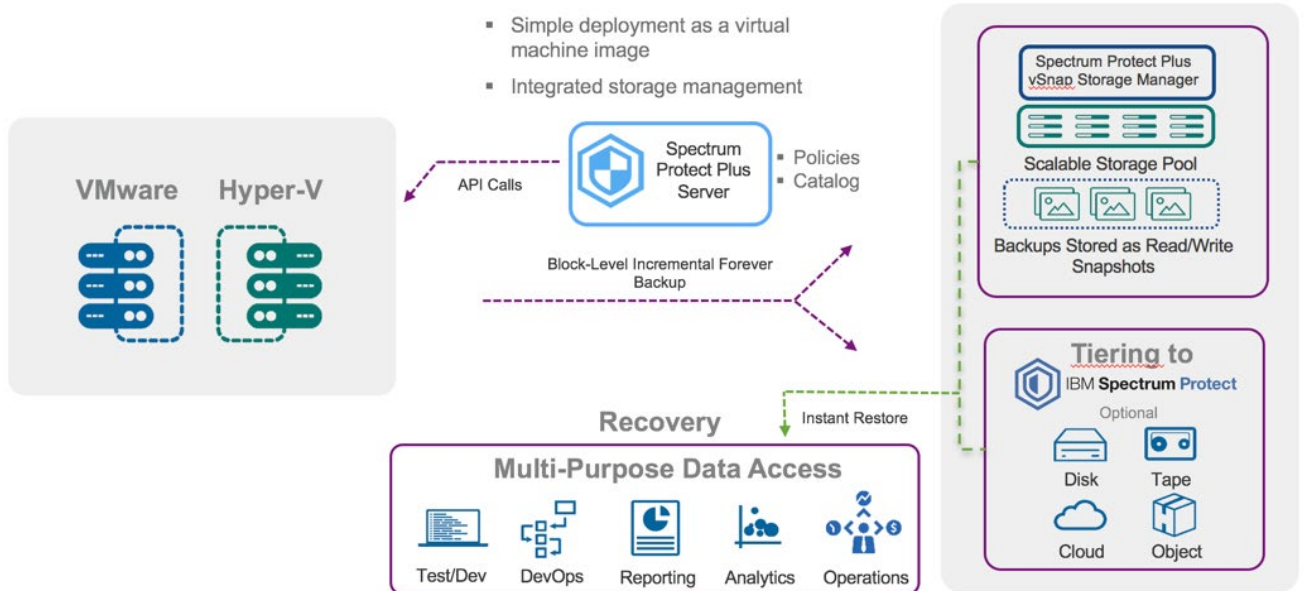 ▪ Simple deployment as a virtual
machine image
▪ Integrated storage management
VMware
Hyper-V
API Calls
Spectrum
Protect Plus
Server
▪ Policies
▪ Catalog
Block-Level Incremental Forever
Backup
Spectrum Protect Plus
vSnap Storage Manager
Scalable Storage Pool
Backups Stored as Read/Write
Snapshots
Tiering to
IBM Spectrum Protect
Optional
Disk
Tape
Cloud
Object
Instant Restore
Recovery
Multi-Purpose Data Access
Test/Dev
DevOps
Reporting
Analytics
Operations